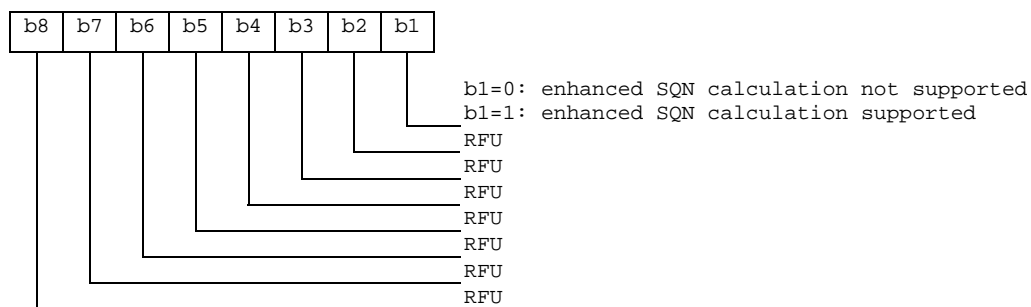 b8 b7 b6 b5 b4 b3 b2 b1
b1=0: enhanced SQN calculation not supported
b1=1: enhanced SQN calculation supported
RFU
RFU
RFU
RFU
RFU
RFU
RFU